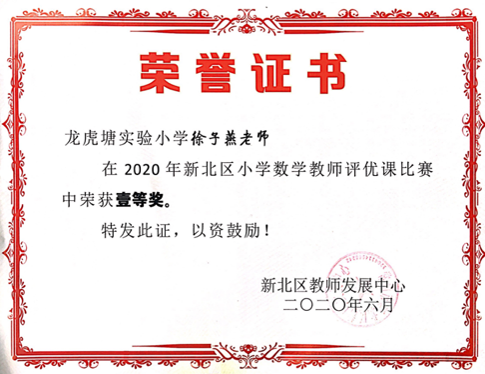 荣誉证书
龙虎塘实验小学徐子燕老师
在 2020 年新北区小学数学教师评优课比赛
中荣获壹等奖。
特发此证，以资鼓励！
新北区教师发展中心
二〇二〇年六月